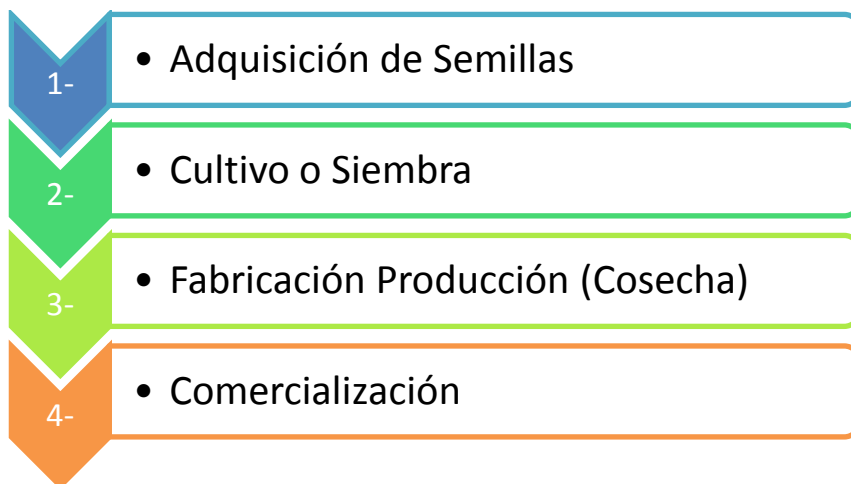 1-
• Adquisición de Semillas
2-
• Cultivo o Siembra
3-
• Fabricación Producción (Cosecha)
4-
• Comercialización